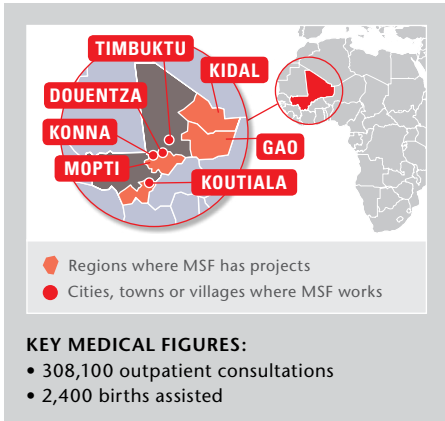 TIMBUKTU
KIDAL
DOUENTZA
KONNA
GAO
MOPTI
KOUTIALA
Regions where MSF has projects
Cities, towns or villages where MSF works
KEY MEDICAL FIGURES:
• 308,100 outpatient consultations
• 2,400 births assisted